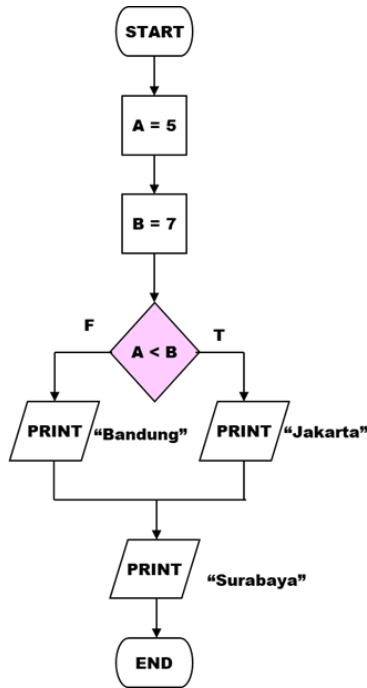 START
A = 5
B = 7
F
T
A < B
PRINT “Bandung”
PRINT “Jakarta”
PRINT
“Surabaya”
END